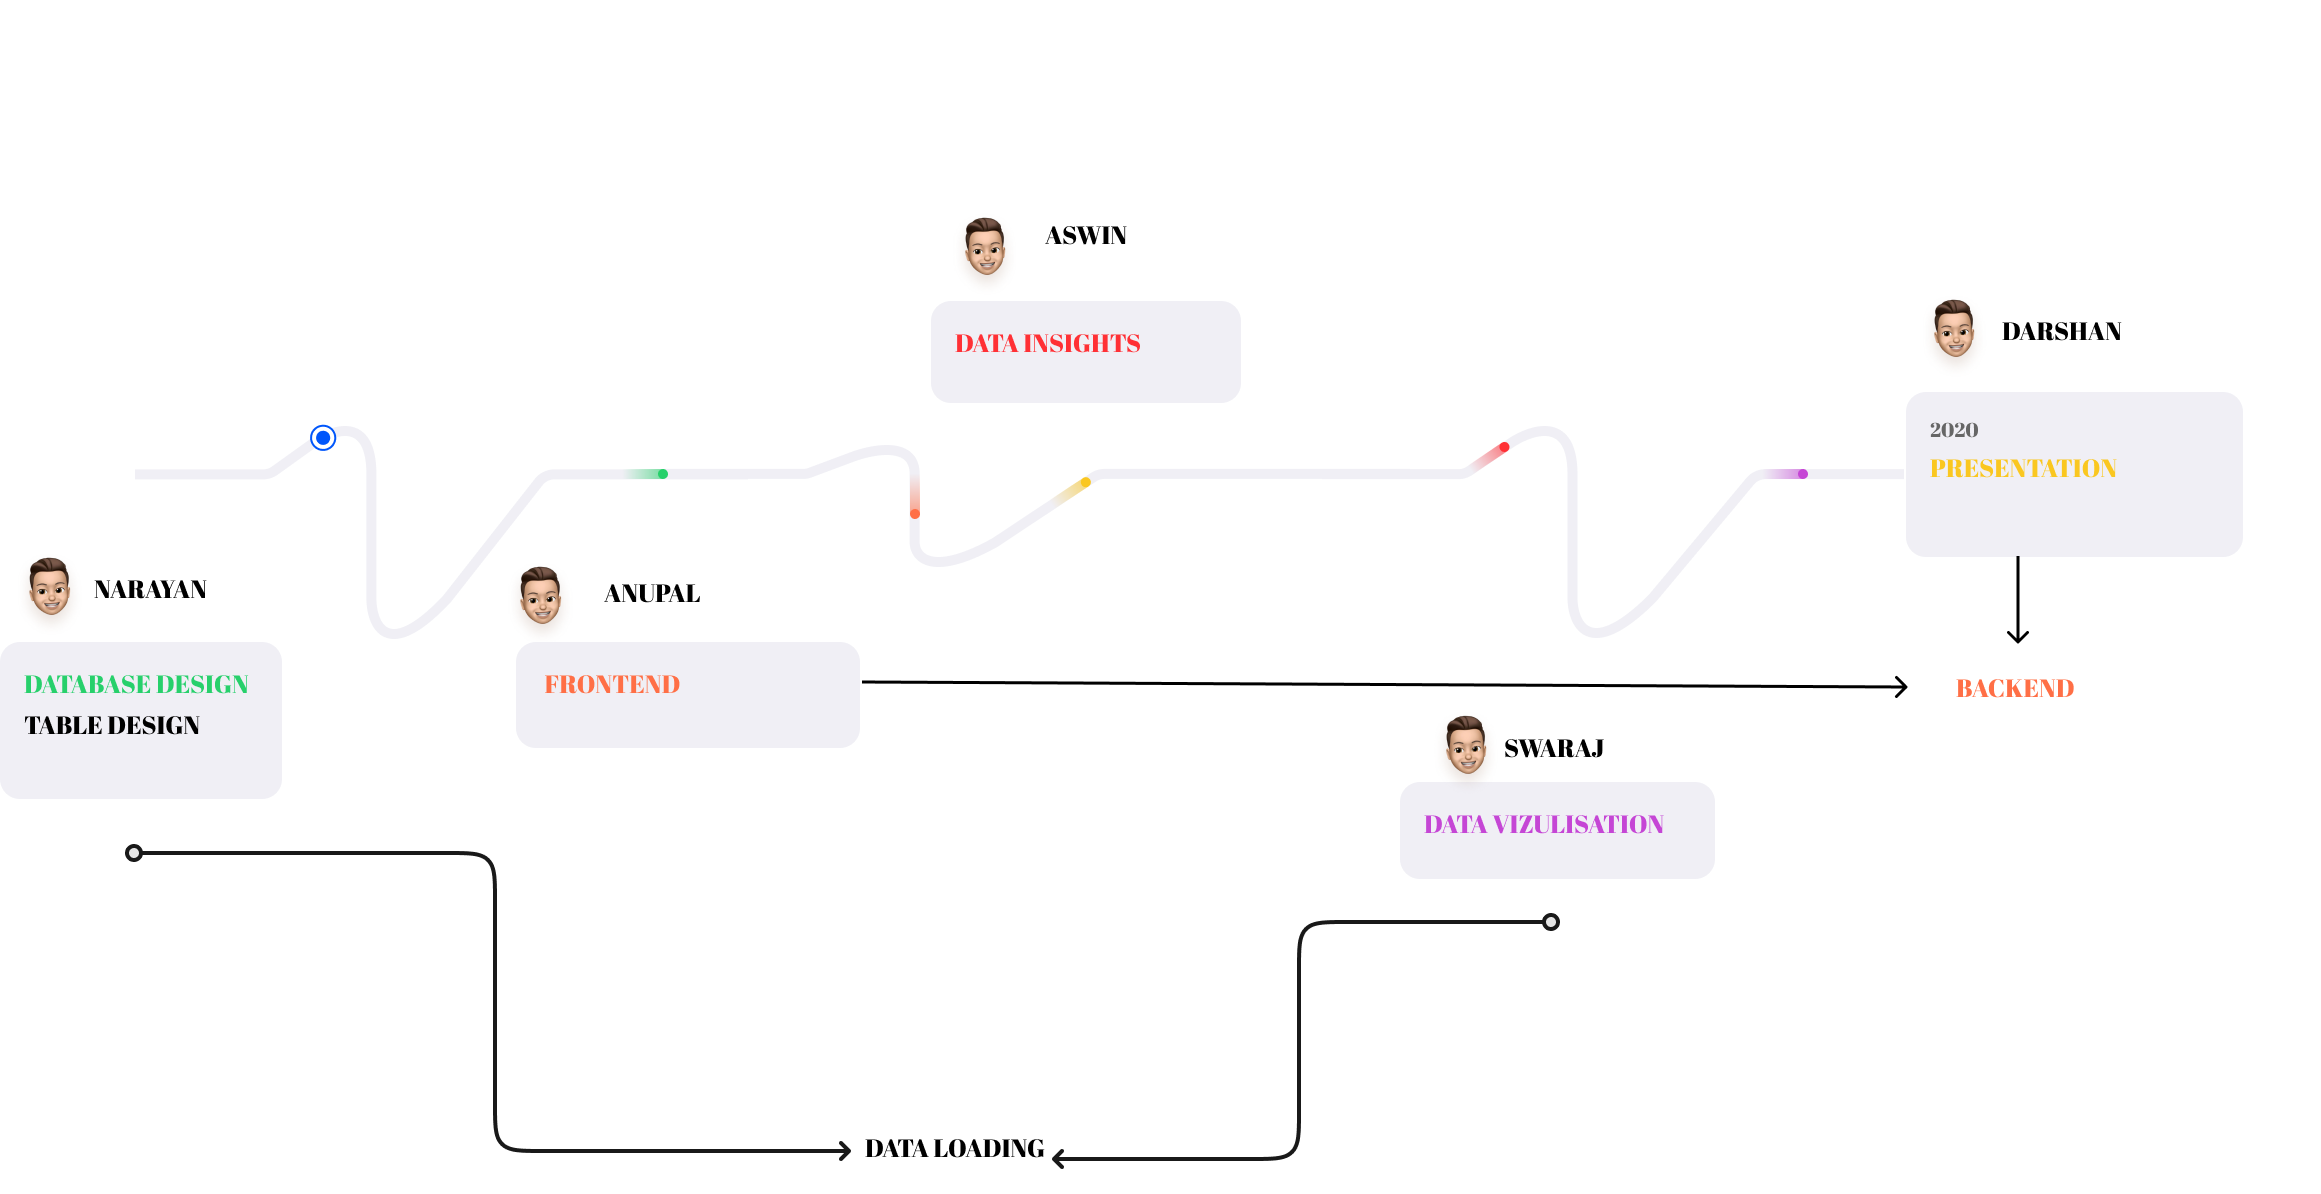 ASWIN
DATA INSIGHTS
DARSHAN
2020
PRESENTATION
NARAYAN
DATABASE DESIGN
TABLE DESIGN
ANUPAL
FRONTEND
BACKEND
SWARAJ
DATA VIZULISATION
DATA LOADING